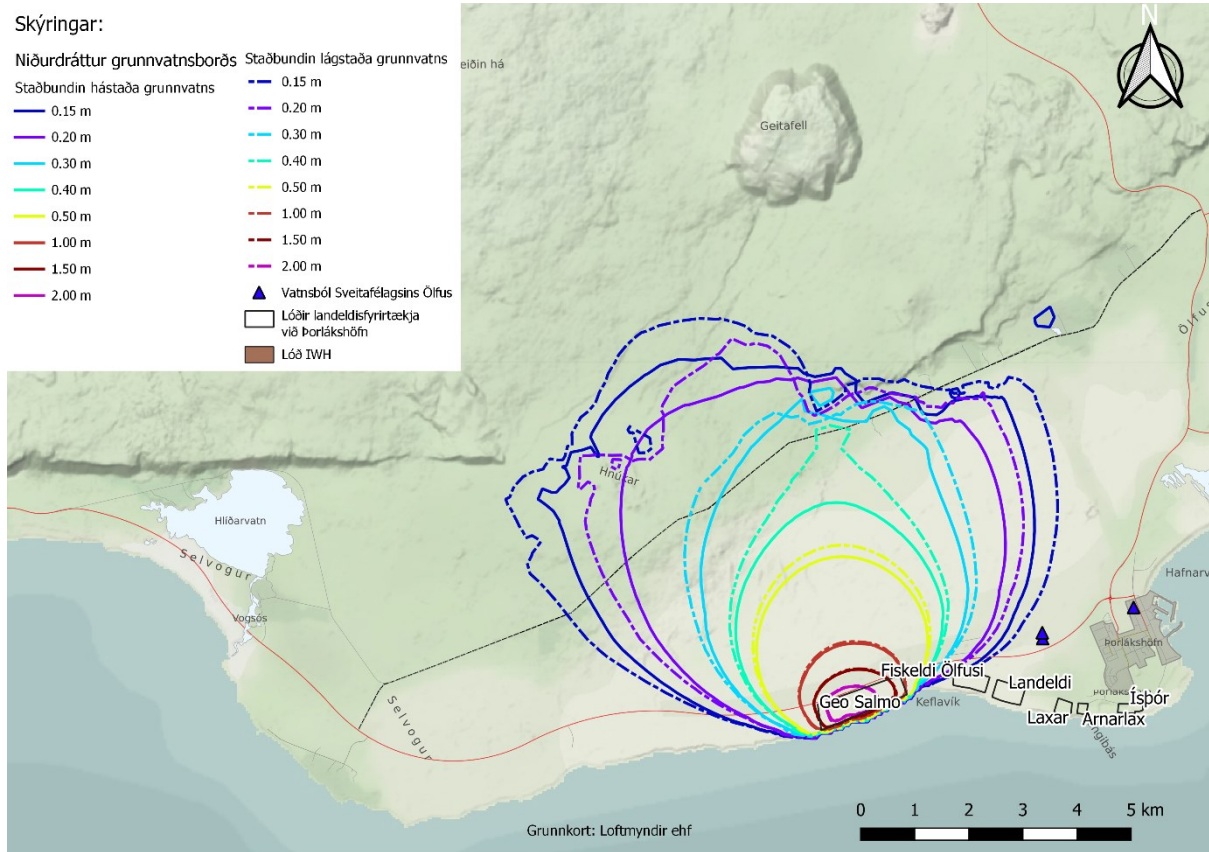 Skýringar:
Niðurdráttur grunnvatnsborðs
Staðbundin hástaða grunnvatns
0.15 m
0.20 m
0.30 m
0.40 m
0.50 m
1.00 m
1.50 m
2.00 m
Staðbundin lágstaða grunnvatns
0.15 m
0.20 m
0.30 m
0.40 m
0.50 m
1.00 m
1.50 m
2.00 m
Vatnsból Sveitafélagsins Ölfus
Lóðir landeldisfyrirtækja
við Þorlákshöfn
Lóð IWH
eiðin há
N
Geitafell
Ölfus
Hnúkar
Hlíðarvatn
Selvogur
Vogsós
Selvogur
Hafnarv
Þorlákshöfn
Fiskeldi Ölfusi
Landeldi
Geo Salmo
Keflavík
Ísþór
Laxar
Arnarlax
0 1 2 3 4 5 km
Grunnkort: Loftmyndir ehf